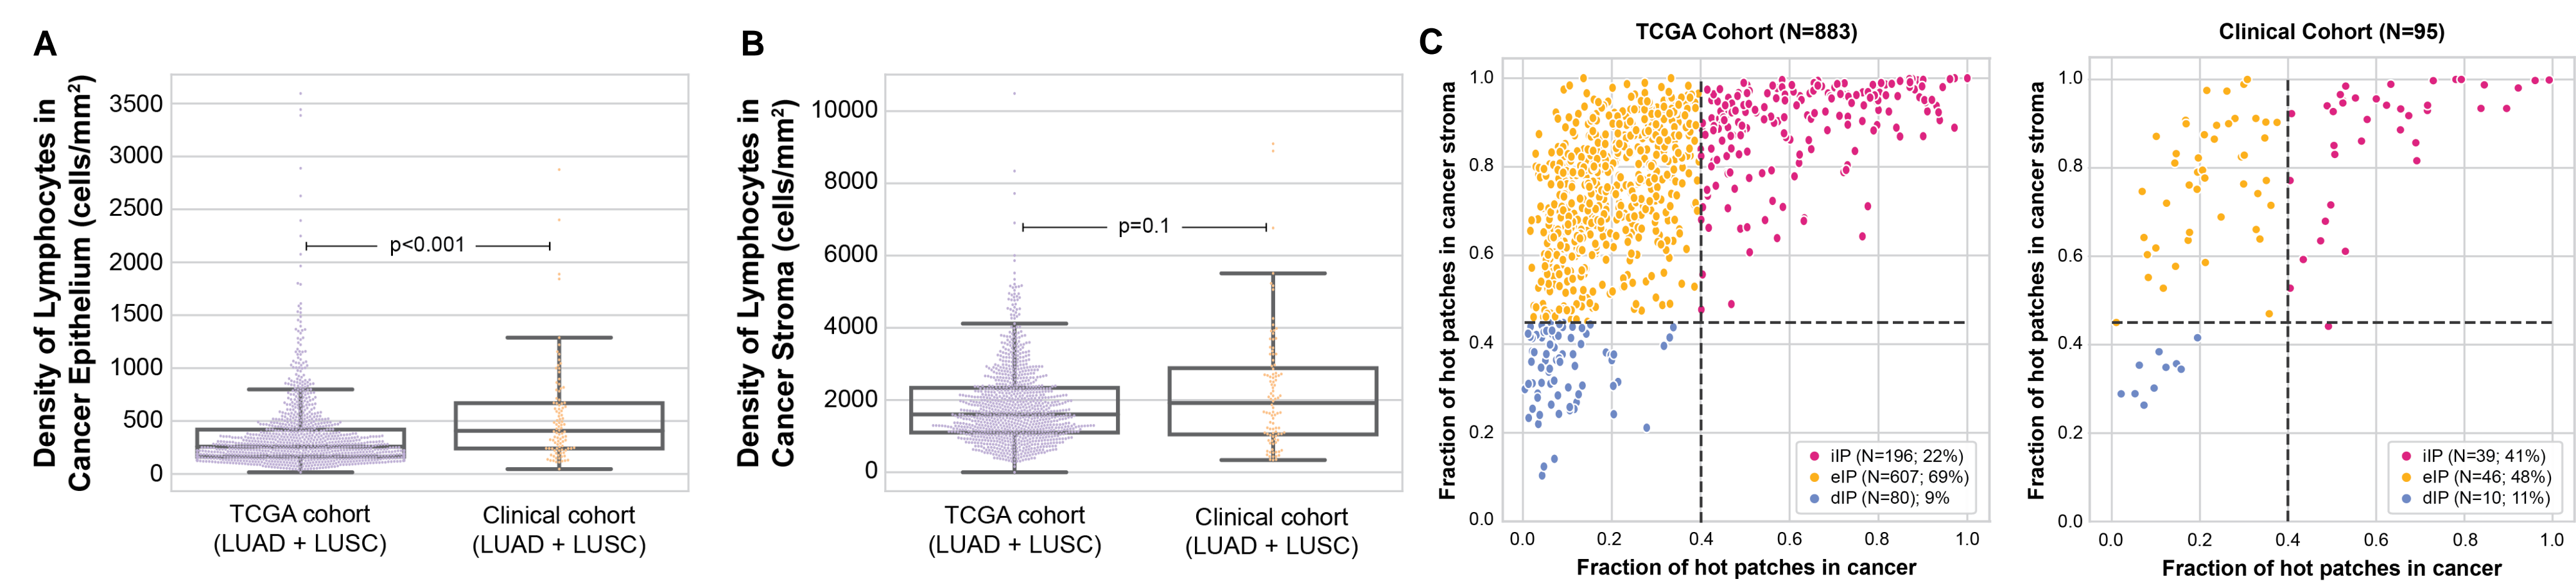 A
Density of Lymphocytes in
Cancer Epithelium (cells/mm²)
3500
3000
2500
2000
1500
1000
500
0
p<0.001
TCGA cohort
(LUAD + LUSC)
Clinical cohort
(LUAD + LUSC)
B
Density of Lymphocytes in
Cancer Stroma (cells/mm²)
10000
8000
6000
4000
2000
0
p=0.1
TCGA cohort
(LUAD + LUSC)
Clinical cohort
(LUAD + LUSC)
C
TCGA Cohort (N=883)
Fraction of hot patches in cancer stroma
1.0
0.8
0.6
0.4
0.2
0.0
iIP (N=196; 22%)
eIP (N=607; 69%)
dIP (N=80); 9%
0.0 0.2 0.4 0.6 0.8 1.0
Fraction of hot patches in cancer
Clinical Cohort (N=95)
Fraction of hot patches in cancer stroma
1.0
0.8
0.6
0.4
0.2
0.0
iIP (N=39; 41%)
eIP (N=46; 48%)
dIP (N=10; 11%)
0.0 0.2 0.4 0.6 0.8 1.0
Fraction of hot patches in cancer